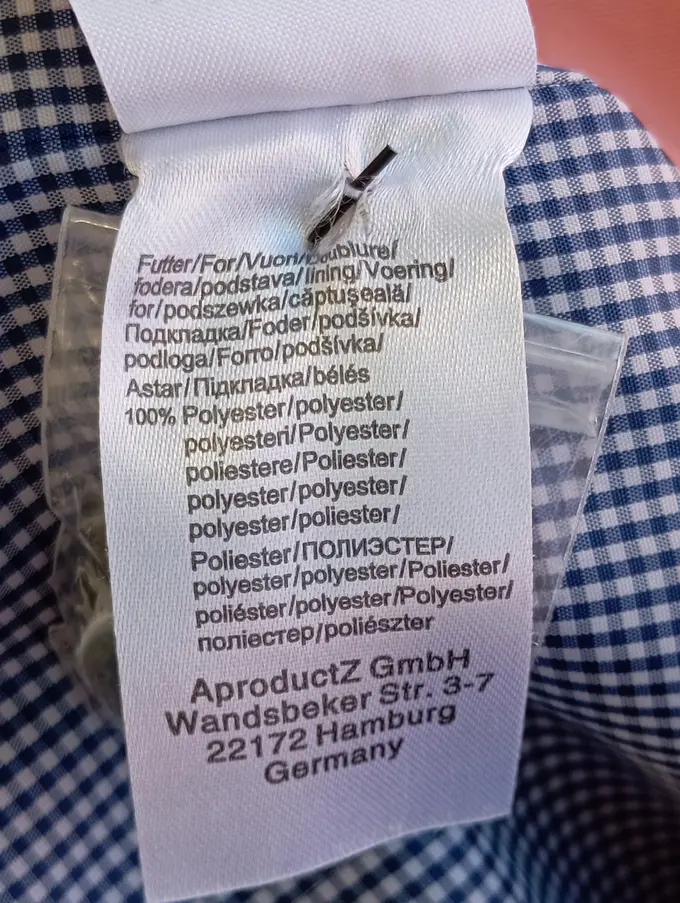 Futter/For/Vuori/Doublure/
fodera/podstava/lining/Voering/
for/podszewka/căptuşeală/
Подкладка/Foder/podšívka/
podloga/Forro/podšívka/
Astar/Підкладка/bélés
100% Polyester/polyester/
polyesteri/Polyester/
poliestere/Poliester/
polyester/polyester/
polyester/poliester/
Poliester/ПОЛИЭСТЕР/
polyester/polyester/Poliester/
poliéster/polyester/Polyester/
поліестер/poliészter
AproductZ GmbH
Wandsbeker Str. 3-7
22172 Hamburg
Germany